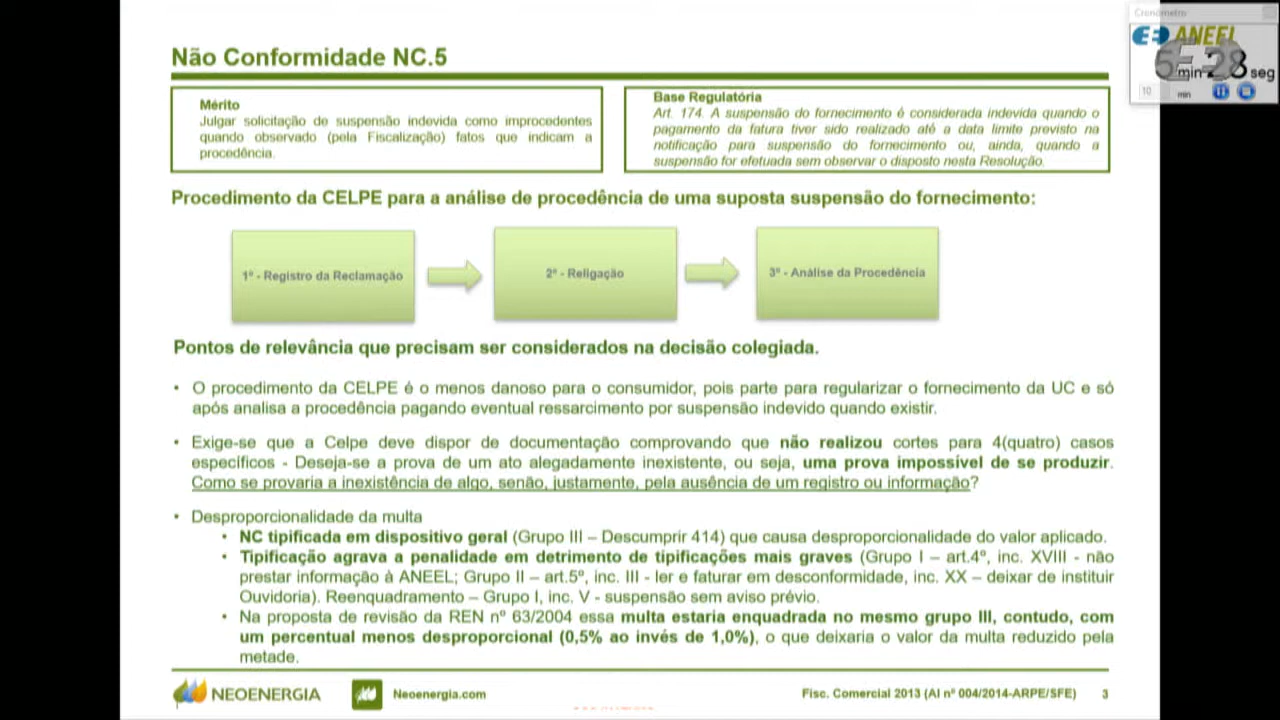 Cronometro
ANEEL
min 28 seg
10 min
Não Conformidade NC.5
Mérito
Julgar solicitação de suspensão indevida como improcedentes
quando observado (pela Fiscalização) fatos que indicam a
procedência.
Base Regulatória
Art. 174. A suspensão do fornecimento é considerada indevida quando o
pagamento da fatura tiver sido realizado até a data limite previsto na
notificação para suspensão do fornecimento ou, ainda, quando a
suspensão for efetuada sem observar o disposto nesta Resolução.
Procedimento da CELPE para a análise de procedência de uma suposta suspensão do fornecimento:
1º - Registro da Reclamação
2º - Religação
3º - Análise da Procedência
Pontos de relevância que precisam ser considerados na decisão colegiada.
• O procedimento da CELPE é o menos danoso para o consumidor, pois parte para regularizar o fornecimento da UC e só
após analisa a procedência pagando eventual ressarcimento por suspensão indevido quando existir.
• Exige-se que a Celpe deve dispor de documentação comprovando que não realizou cortes para 4(quatro) casos
específicos - Deseja-se a prova de um ato alegadamente inexistente, ou seja, uma prova impossível de se produzir.
Como se provaria a inexistência de algo, senão, justamente, pela ausência de um registro ou informação?
• Desproporcionalidade da multa
• NC tipificada em dispositivo geral (Grupo III – Descumprir 414) que causa desproporcionalidade do valor aplicado.
• Tipificação agrava a penalidade em detrimento de tipificações mais graves (Grupo I – art.4º, inc. XVIII - não
prestar informação à ANEEL; Grupo II – art.5º, inc. III - ler e faturar em desconformidade, inc. XX – deixar de instituir
Ouvidoria). Reenquadramento – Grupo I, inc. V - suspensão sem aviso prévio.
• Na proposta de revisão da REN nº 63/2004 essa multa estaria enquadrada no mesmo grupo III, contudo, com
um percentual menos desproporcional (0,5% ao invés de 1,0%), o que deixaria o valor da multa reduzido pela
metade.
NEOENERGIA
Neoenergia.com
Fisc. Comercial 2013 (AI nº 004/2014-ARPE/SFE) 3